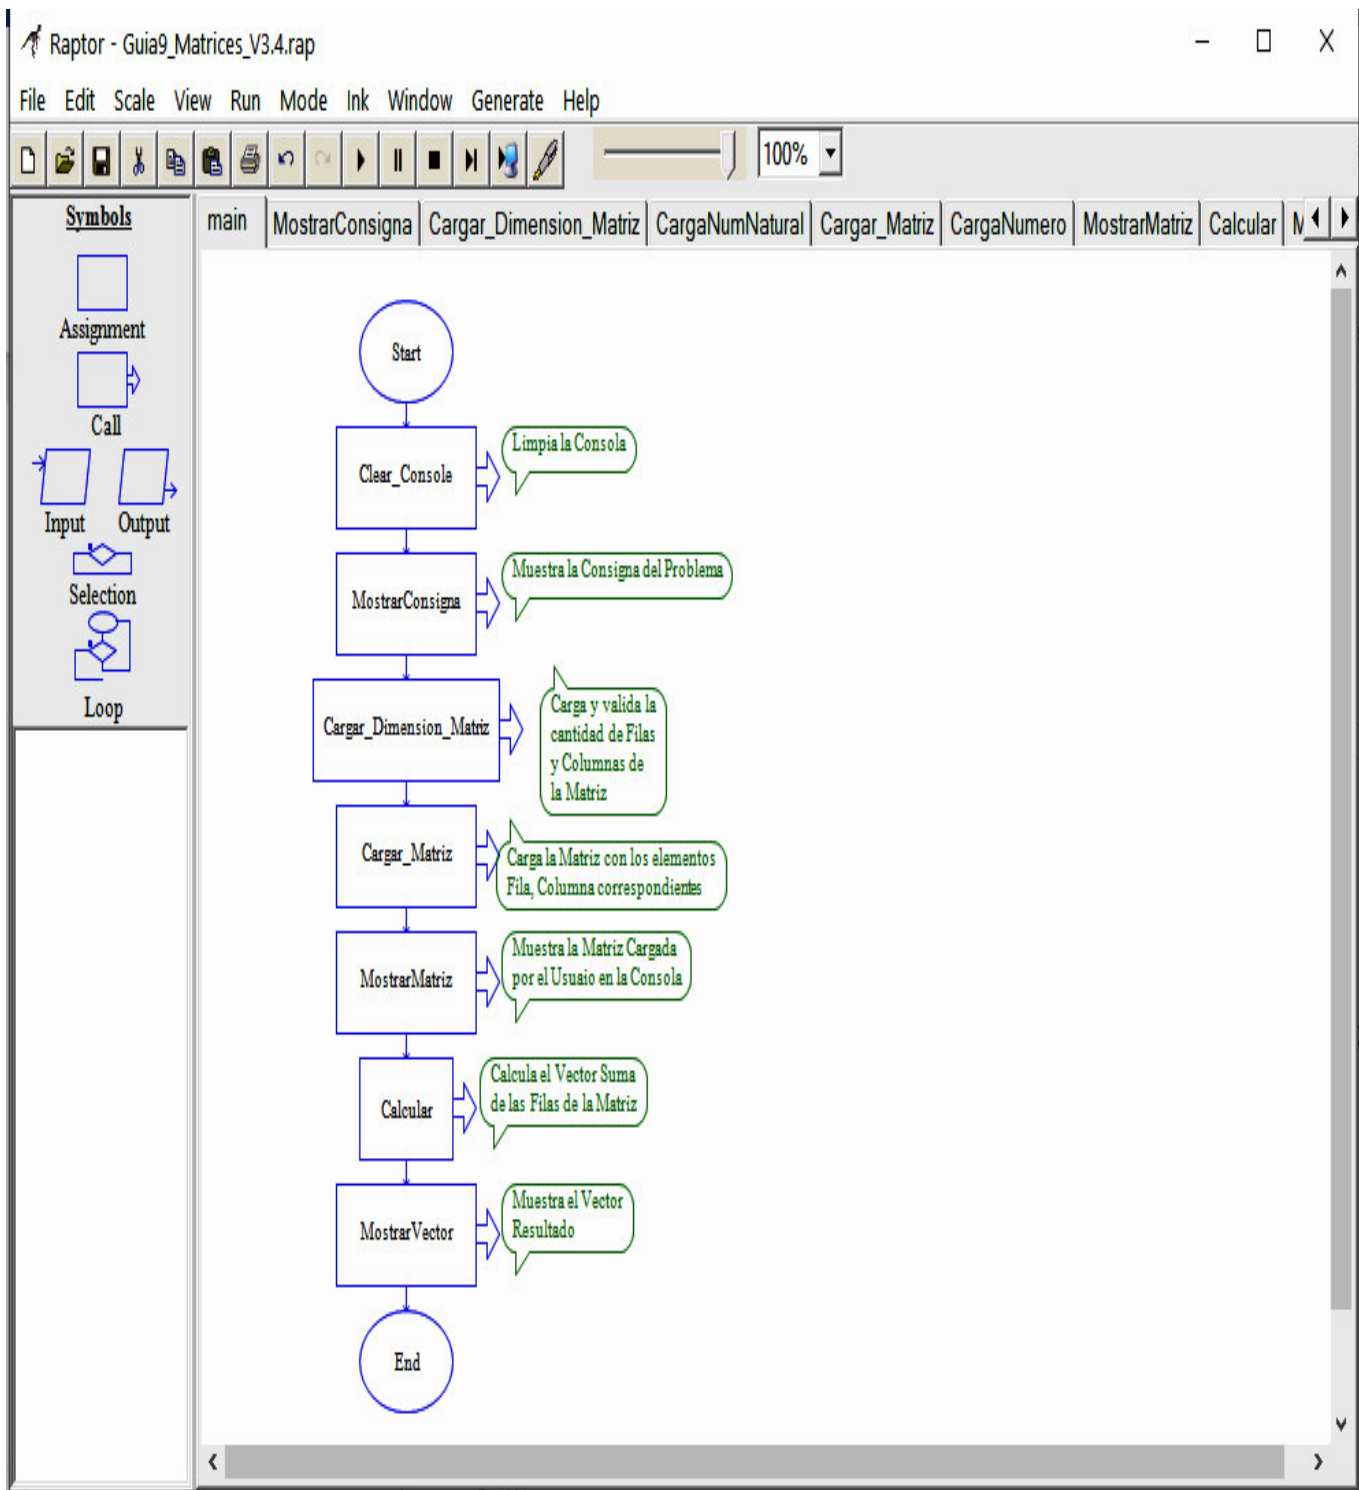 Raptor - Guia9_Matrices_V3.4.rap
File Edit Scale View Run Mode Ink Window Generate Help
100%
Symbols
Assignment
Call
Input Output
Selection
Loop
main MostrarConsigna Cargar_Dimension_Matriz CargaNumNatural Cargar_Matriz CargaNumero MostrarMatriz Calcular M
Start
Clear_Console
Limpia la Consola
MostrarConsigna
Muestra la Consigna del Problema
Cargar_Dimension_Matriz
Carga y valida la
cantidad de Filas
y Columnas de
la Matriz
Cargar_Matriz
Carga la Matriz con los elementos
Fila, Columna correspondientes
MostrarMatriz
Muestra la Matriz Cargada
por el Usuaio en la Consola
Calcular
Calcula el Vector Suma
de las Filas de la Matriz
MostrarVector
Muestra el Vector
Resultado
End